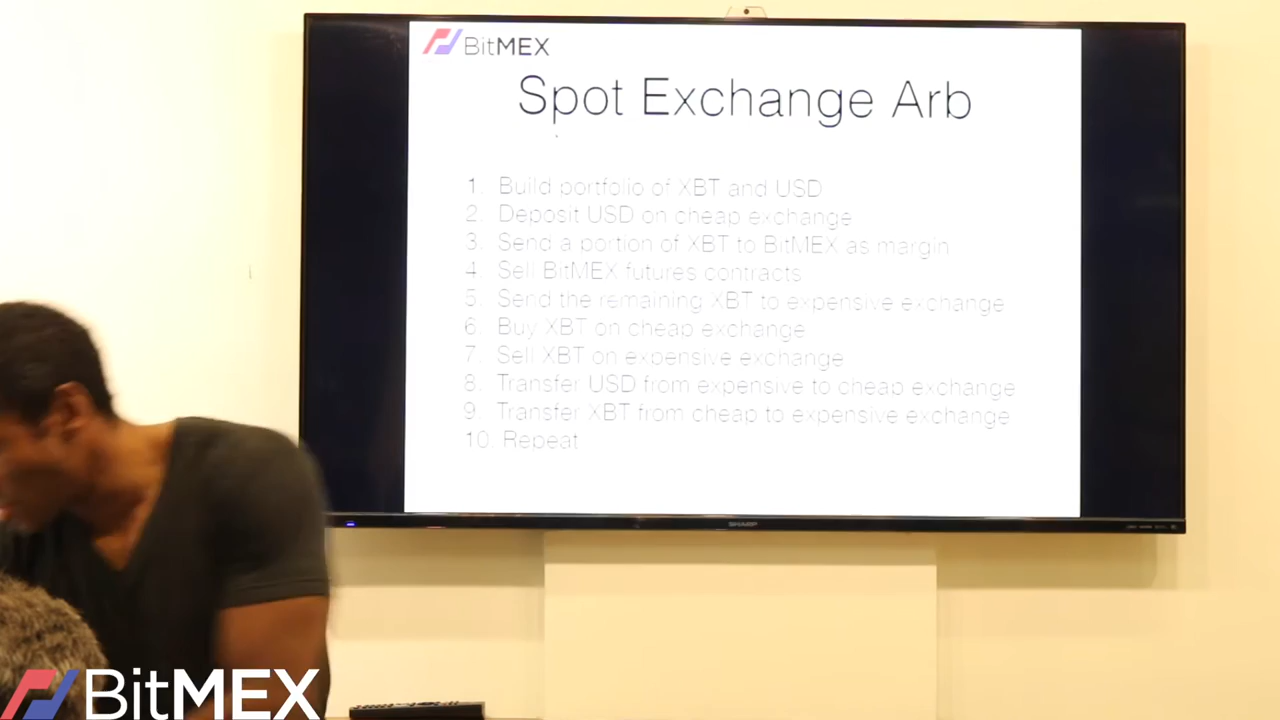 BitMEX
Spot Exchange Arb
1. Build portfolio of XBT and USD
2. Deposit USD on cheap exchange
3. Send a portion of XBT to BitMEX as margin
4. Sell BitMEX futures contracts
5. Send the remaining XBT to expensive exchange
6. Buy XBT on cheap exchange
7. Sell XBT on expensive exchange
8. Transfer USD from expensive to cheap exchange
9. Transfer XBT from cheap to expensive exchange
10. Repeat
SHARP
BitMEX